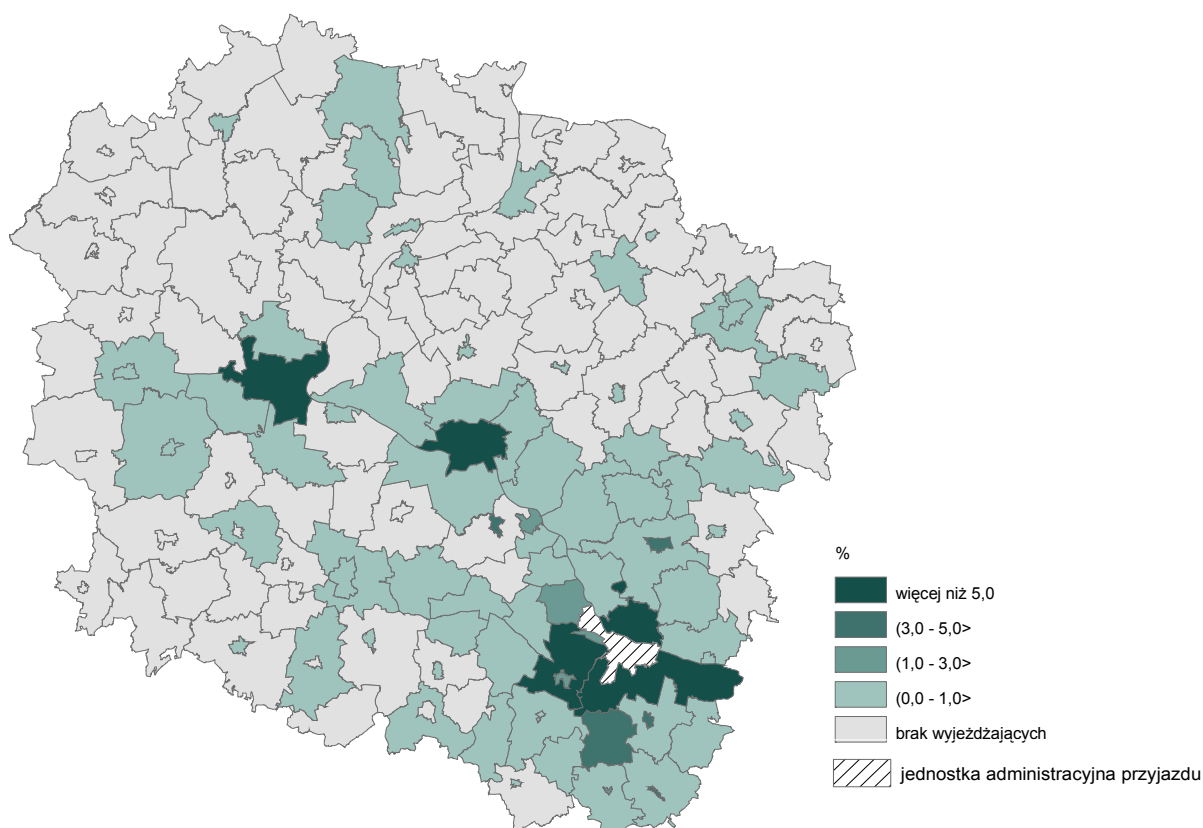 %
więcej niż 5,0
(3,0 - 5,0>
(1,0 - 3,0>
(0,0 - 1,0>
brak wyjeżdżających
jednostka administracyjna przyjazdu